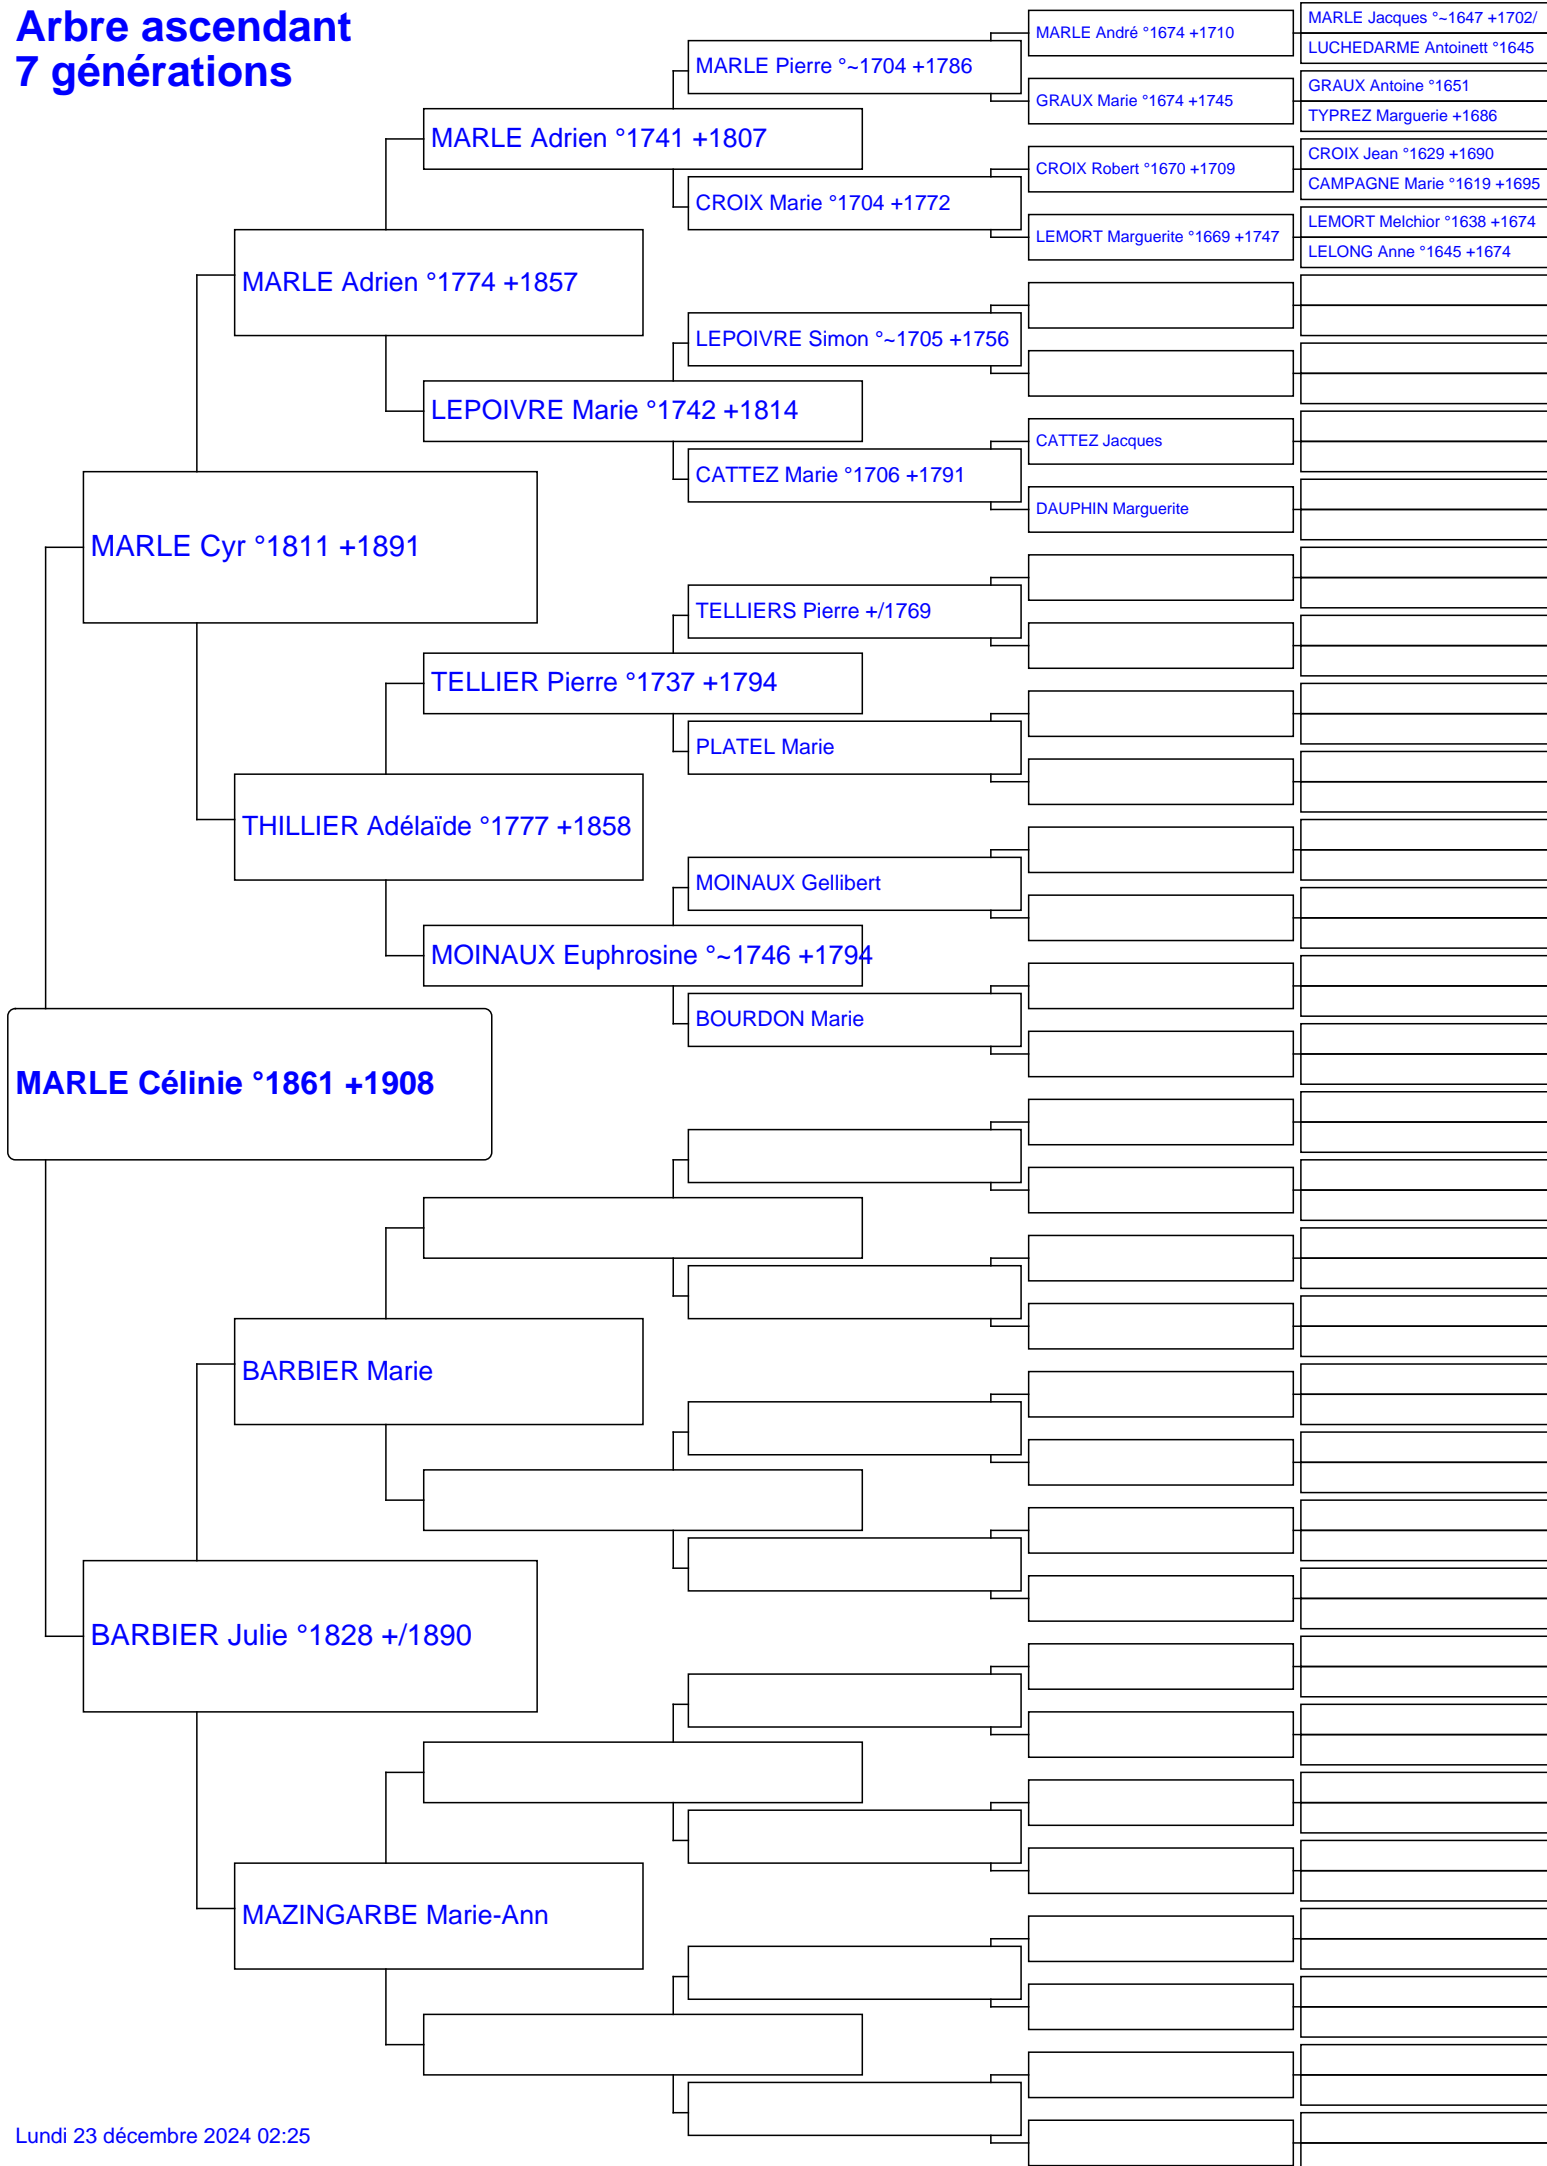 Arbre ascendant
7 générations
MARLE Jacques °~1647 +1702/
MARLE André °1674 +1710
LUCHEDARME Antoinett °1645
MARLE Pierre °~1704 +1786
GRAUX Antoine °1651
GRAUX Marie °1674 +1745
TYPREZ Marguerie +1686
MARLE Adrien °1741 +1807
CROIX Jean °1629 +1690
CROIX Robert °1670 +1709
CAMPAGNE Marie °1619 +1695
CROIX Marie °1704 +1772
LEMORT Melchior °1638 +1674
LEMORT Marguerite °1669 +1747
LELONG Anne °1645 +1674
MARLE Adrien °1774 +1857
LEPOIVRE Simon °~1705 +1756
LEPOIVRE Marie °1742 +1814
CATTEZ Jacques
CATTEZ Marie °1706 +1791
DAUPHIN Marguerite
MARLE Cyr °1811 +1891
TELLIERS Pierre +/1769
TELLIER Pierre °1737 +1794
PLATEL Marie
THILLIER Adélaïde °1777 +1858
MOINAUX Gellibert
MOINAUX Euphrosine °~1746 +1794
BOURDON Marie
MARLE Célinie °1861 +1908
BARBIER Marie
BARBIER Julie °1828 +/1890
MAZINGARBE Marie-Ann
Lundi 23 décembre 2024 02:25